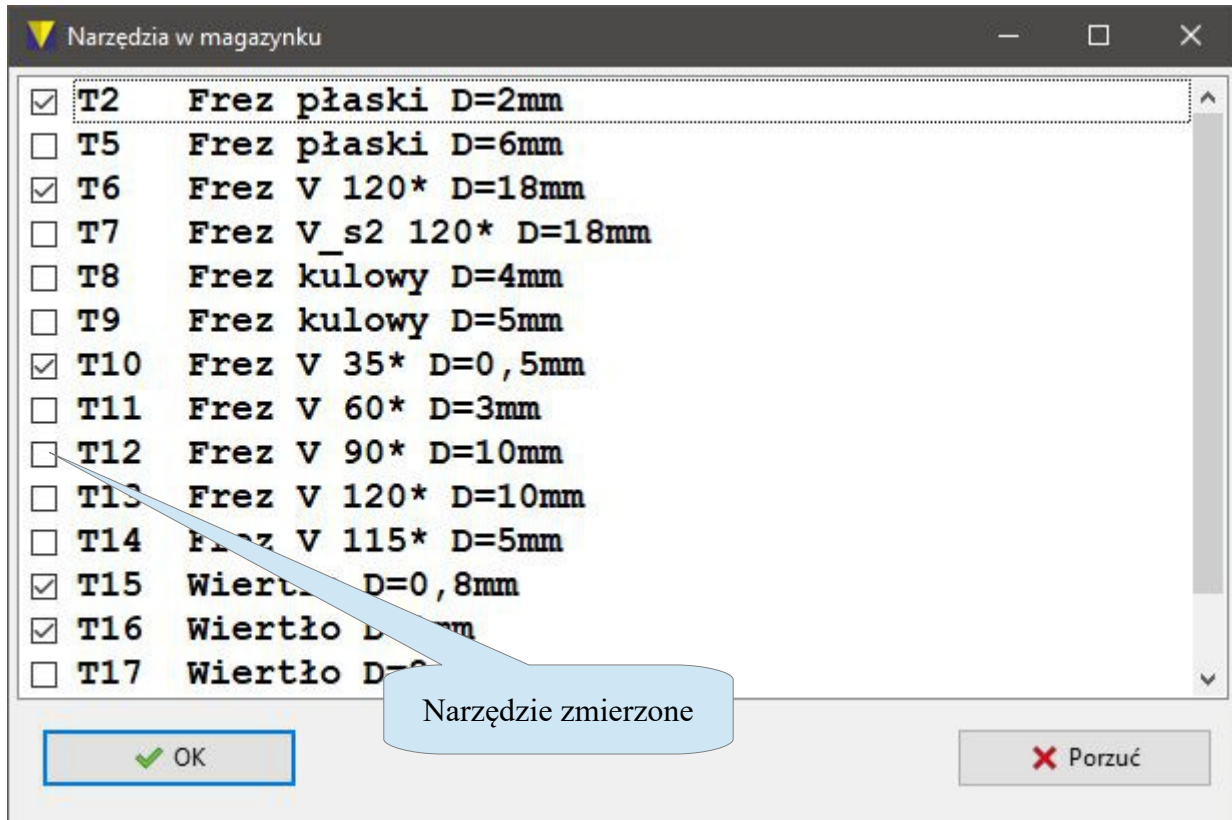 Narzędzia w magazynku
T2 Frez płaski D=2mm
T5 Frez płaski D=6mm
T6 Frez V 120* D=18mm
T7 Frez V_s2 120* D=18mm
T8 Frez kulowy D=4mm
T9 Frez kulowy D=5mm
T10 Frez V 35* D=0,5mm
T11 Frez V 60* D=3mm
T12 Frez V 90* D=10mm
T13 Frez V 120* D=10mm
T14 Frez V 115* D=5mm
T15 Wiertło D=0,8mm
T16 Wiertło
T17 Wiertło
Narzędzie zmierzone
OK
Porzuć